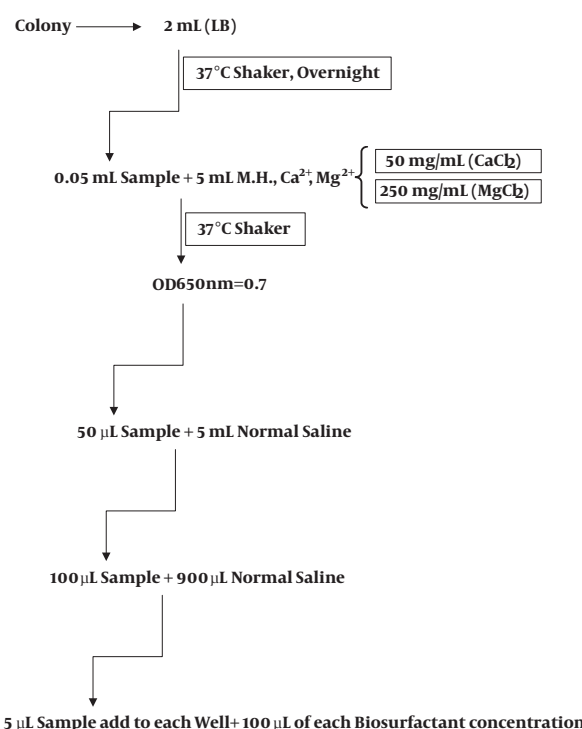 Colony 2 mL (LB)
37°C Shaker, Overnight
0.05 mL Sample + 5 mL M.H., Ca²⁺, Mg²⁺
50 mg/mL (CaCl₂)
250 mg/mL (MgCl₂)
37°C Shaker
OD650nm=0.7
50 µL Sample + 5 mL Normal Saline
100 µL Sample + 900 µL Normal Saline
5 µL Sample add to each Well+ 100 µL of each Biosurfactant concentration